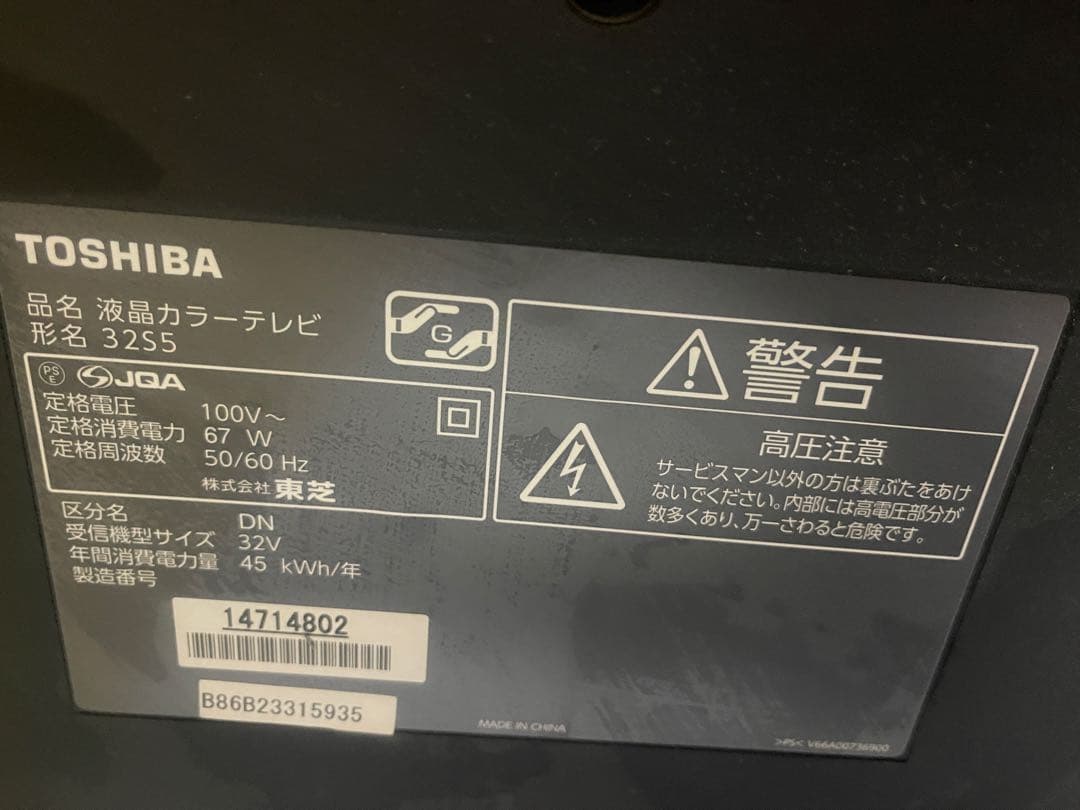 TOSHIBA
品名 液晶カラーテレビ
形名 32S5
G
PS
E
JQA
定格電圧 100V～
定格消費電力 67 W
定格周波数 50/60 Hz
株式会社 東芝
警告
高圧注意
サービスマン以外の方は裏ぶたをあけ
ないでください。内部には高電圧部分が
数多くあり、万一さわると危険です。
区分名 DN
受信機型サイズ 32V
年間消費電力量 45 kWh/年
製造番号
14714802
B86B23315935
MADE IN CHINA
>PS< V66A00736900